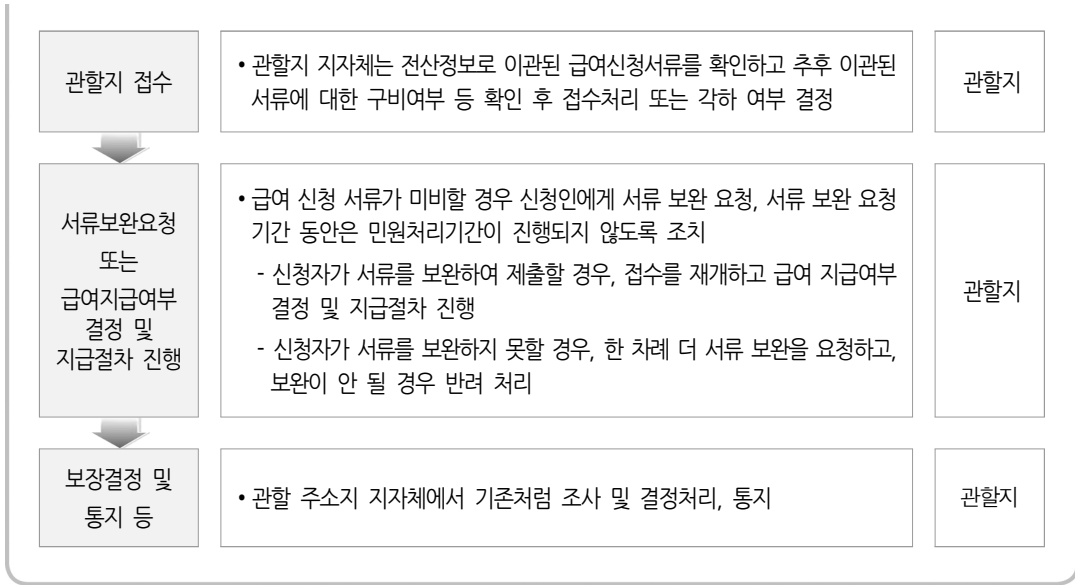 관할지 접수
• 관할지 지자체는 전산정보로 이관된 급여신청서류를 확인하고 추후 이관된
서류에 대한 구비여부 등 확인 후 접수처리 또는 각하 여부 결정
관할지
서류보완요청
또는
급여지급여부
결정 및
지급절차 진행
• 급여 신청 서류가 미비할 경우 신청인에게 서류 보완 요청, 서류 보완 요청
기간 동안은 민원처리기간이 진행되지 않도록 조치
- 신청자가 서류를 보완하여 제출할 경우, 접수를 재개하고 급여 지급여부
결정 및 지급절차 진행
- 신청자가 서류를 보완하지 못할 경우, 한 차례 더 서류 보완을 요청하고,
보완이 안 될 경우 반려 처리
관할지
보장결정 및
통지 등
• 관할 주소지 지자체에서 기존처럼 조사 및 결정처리, 통지
관할지